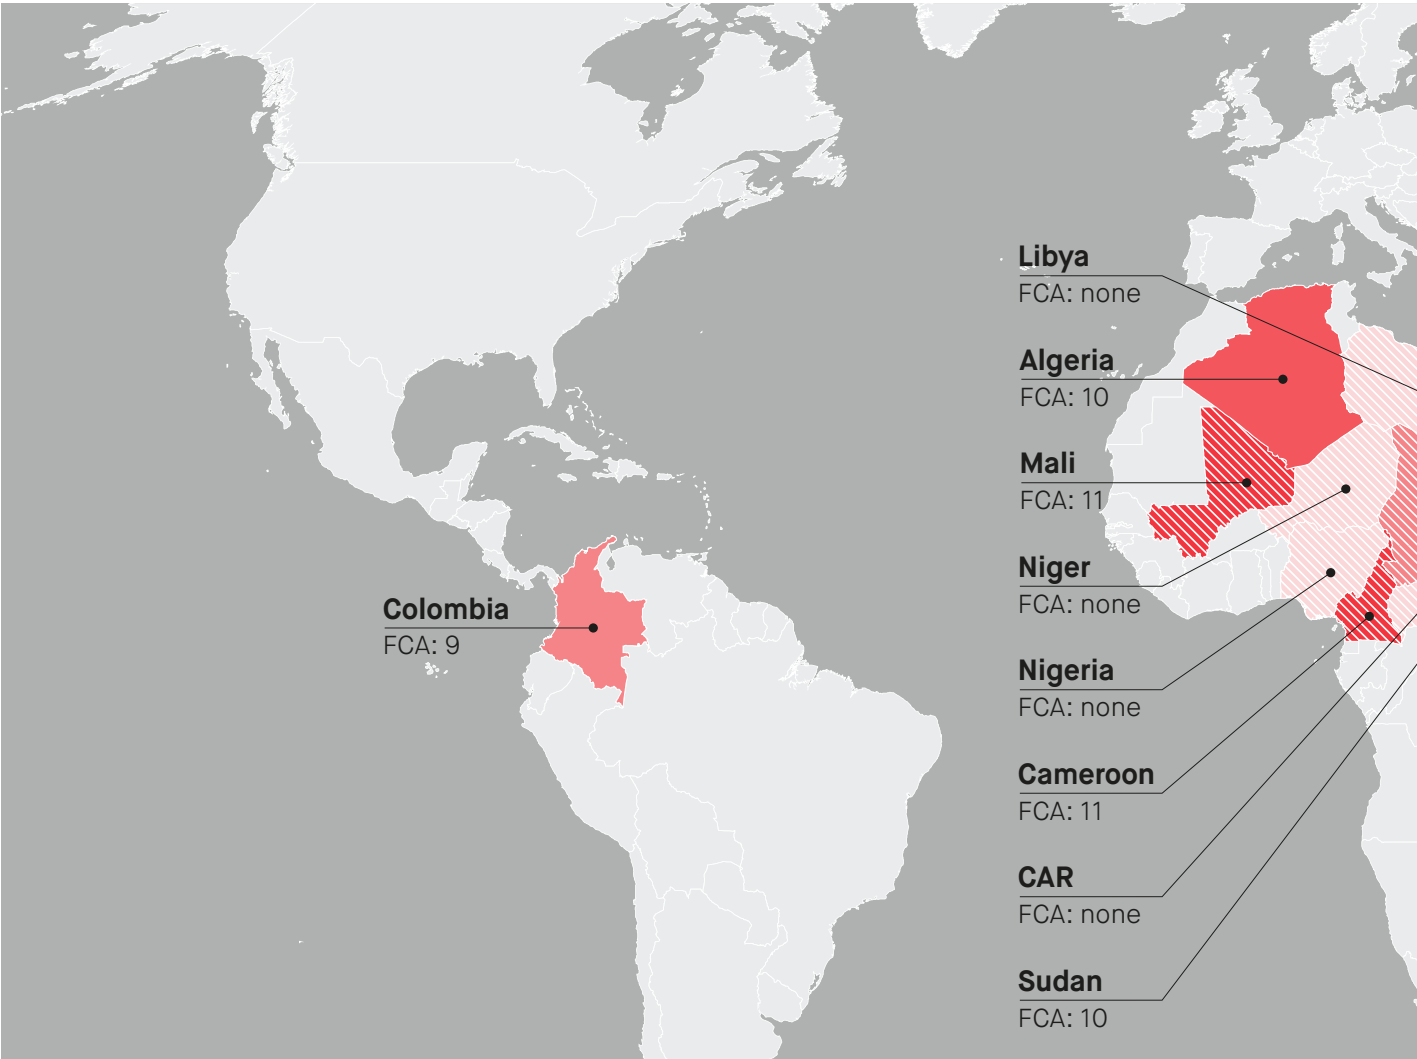 Libya
FCA: none
Algeria
FCA: 10
Mali
FCA: 11
Niger
FCA: none
Colombia
FCA: 9
Nigeria
FCA: none
Cameroon
FCA: 11
CAR
FCA: none
Sudan
FCA: 10